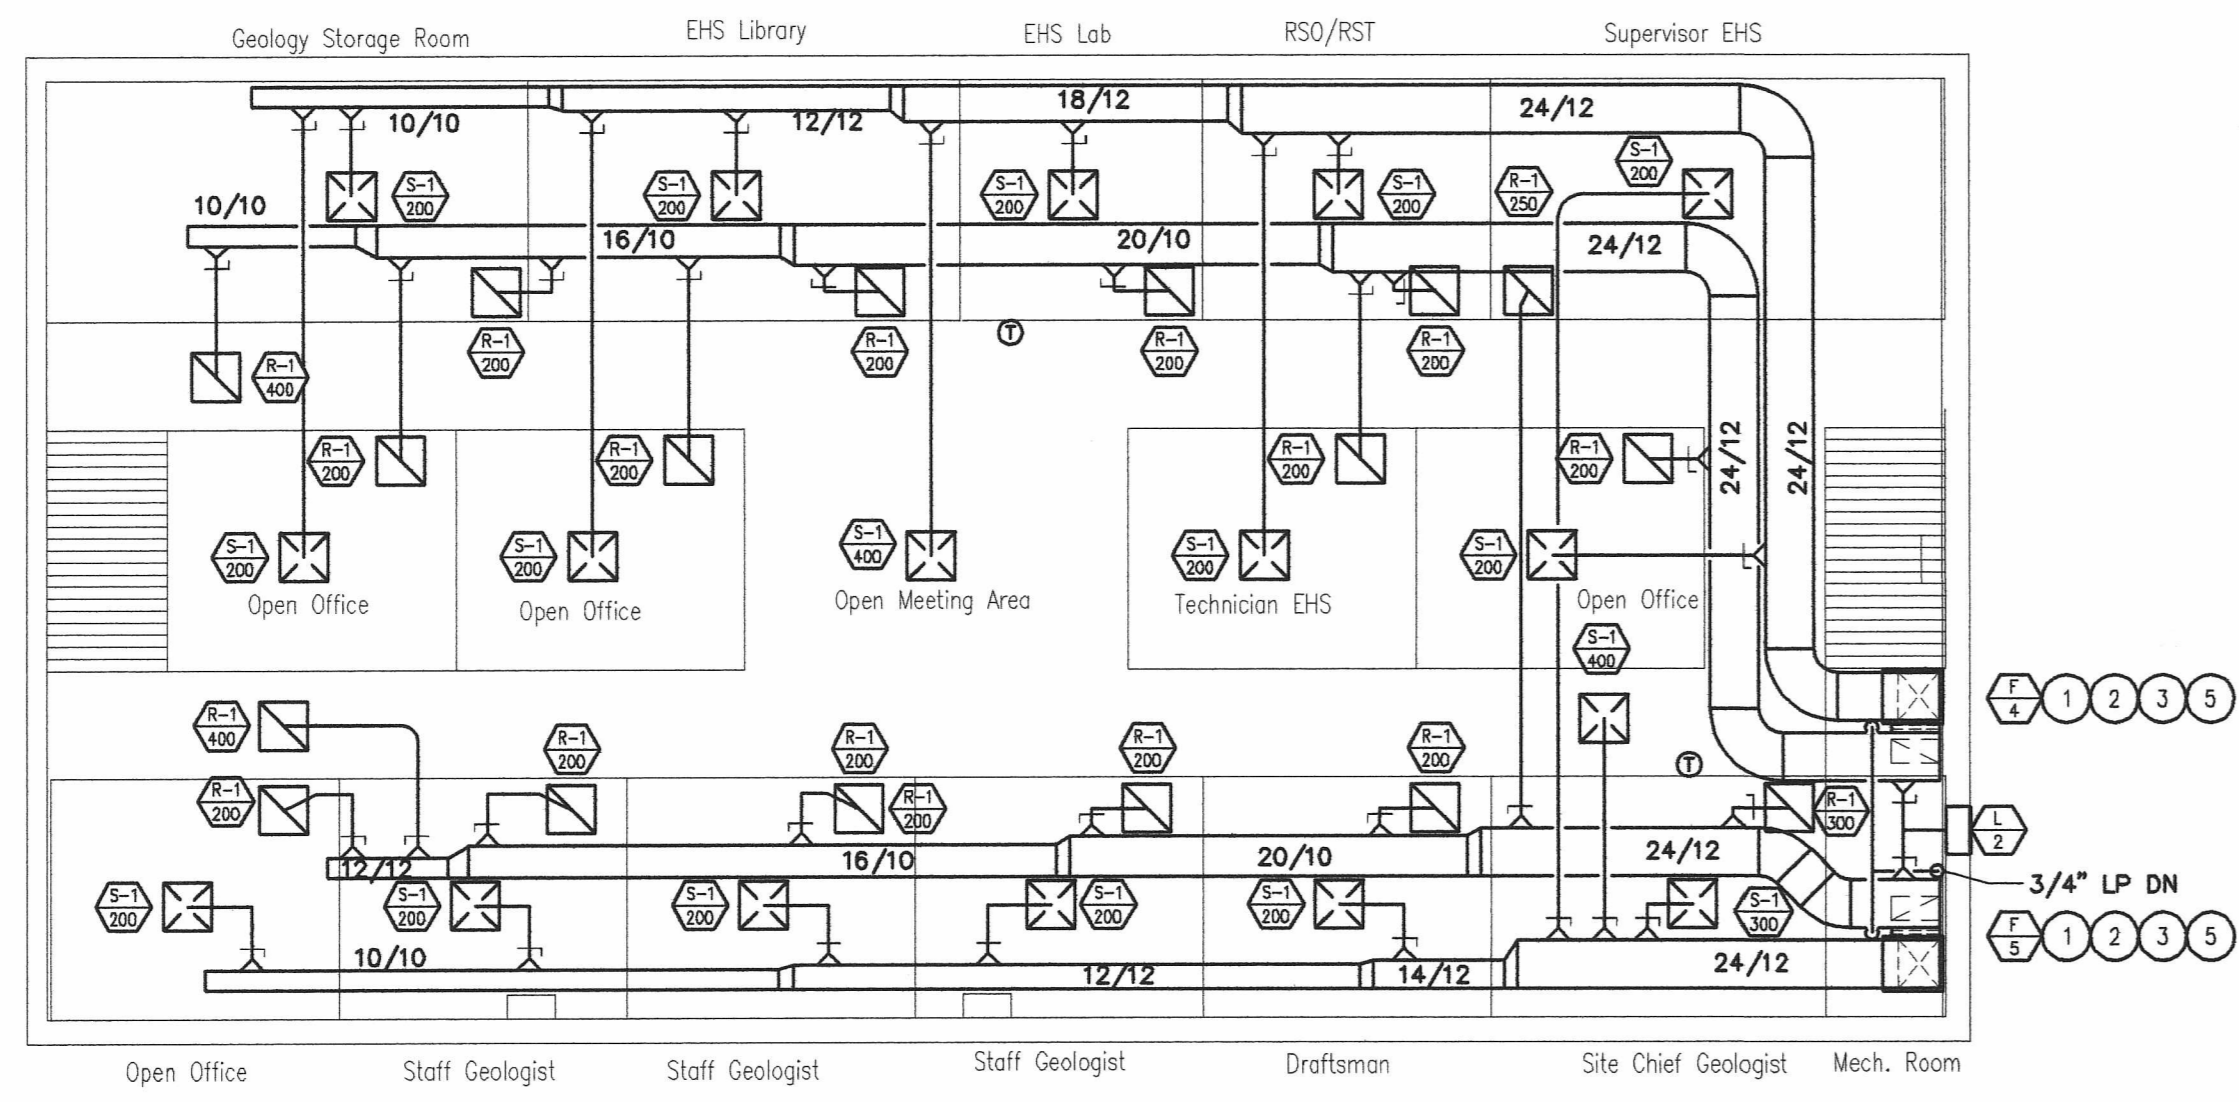 Geology Storage Room
EHS Library
EHS Lab
RSO/RST
Supervisor EHS
18/12
24/12
10/10
12/12
S-1
200
S-1
200
S-1
200
S-1
200
S-1
200
R-1
250
10/10
16/10
20/10
24/12
R-1
400
R-1
200
R-1
200
T
R-1
200
R-1
200
R-1
200
R-1
200
R-1
200
R-1
200
24/12
24/12
S-1
200
S-1
200
S-1
400
S-1
200
S-1
200
Open Office
Open Office
Open Meeting Area
Technician EHS
Open Office
S-1
400
F
4
1
2
3
5
R-1
400
R-1
200
R-1
200
R-1
200
R-1
200
T
R-1
200
R-1
200
R-1
300
L
2
12/12
16/10
20/10
24/12
3/4" LP DN
S-1
200
S-1
200
S-1
200
S-1
200
S-1
200
S-1
300
F
5
1
2
3
5
10/10
12/12
14/12
24/12
Open Office
Staff Geologist
Staff Geologist
Staff Geologist
Draftsman
Site Chief Geologist
Mech. Room